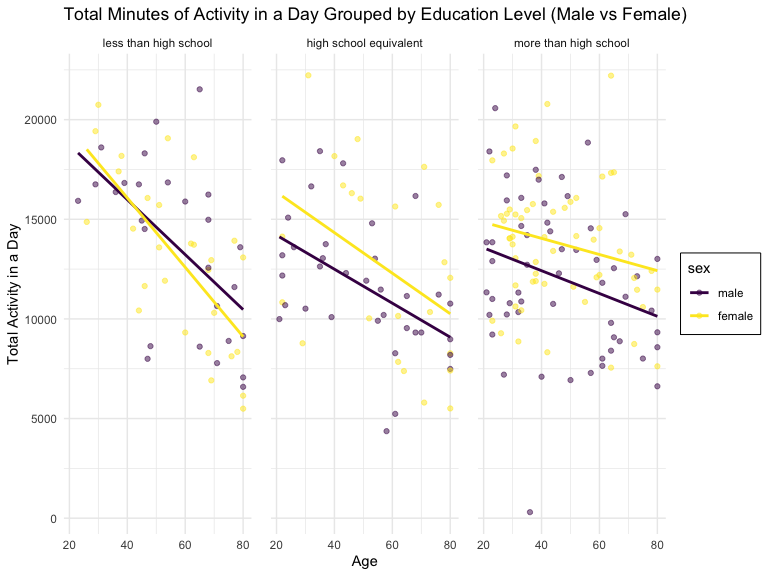 Total Minutes of Activity in a Day Grouped by Education Level (Male vs Female)
less than high school
high school equivalent
more than high school
20000
15000
10000
5000
0
Total Activity in a Day
20 40 60 80
20 40 60 80
20 40 60 80
Age
sex
male
female